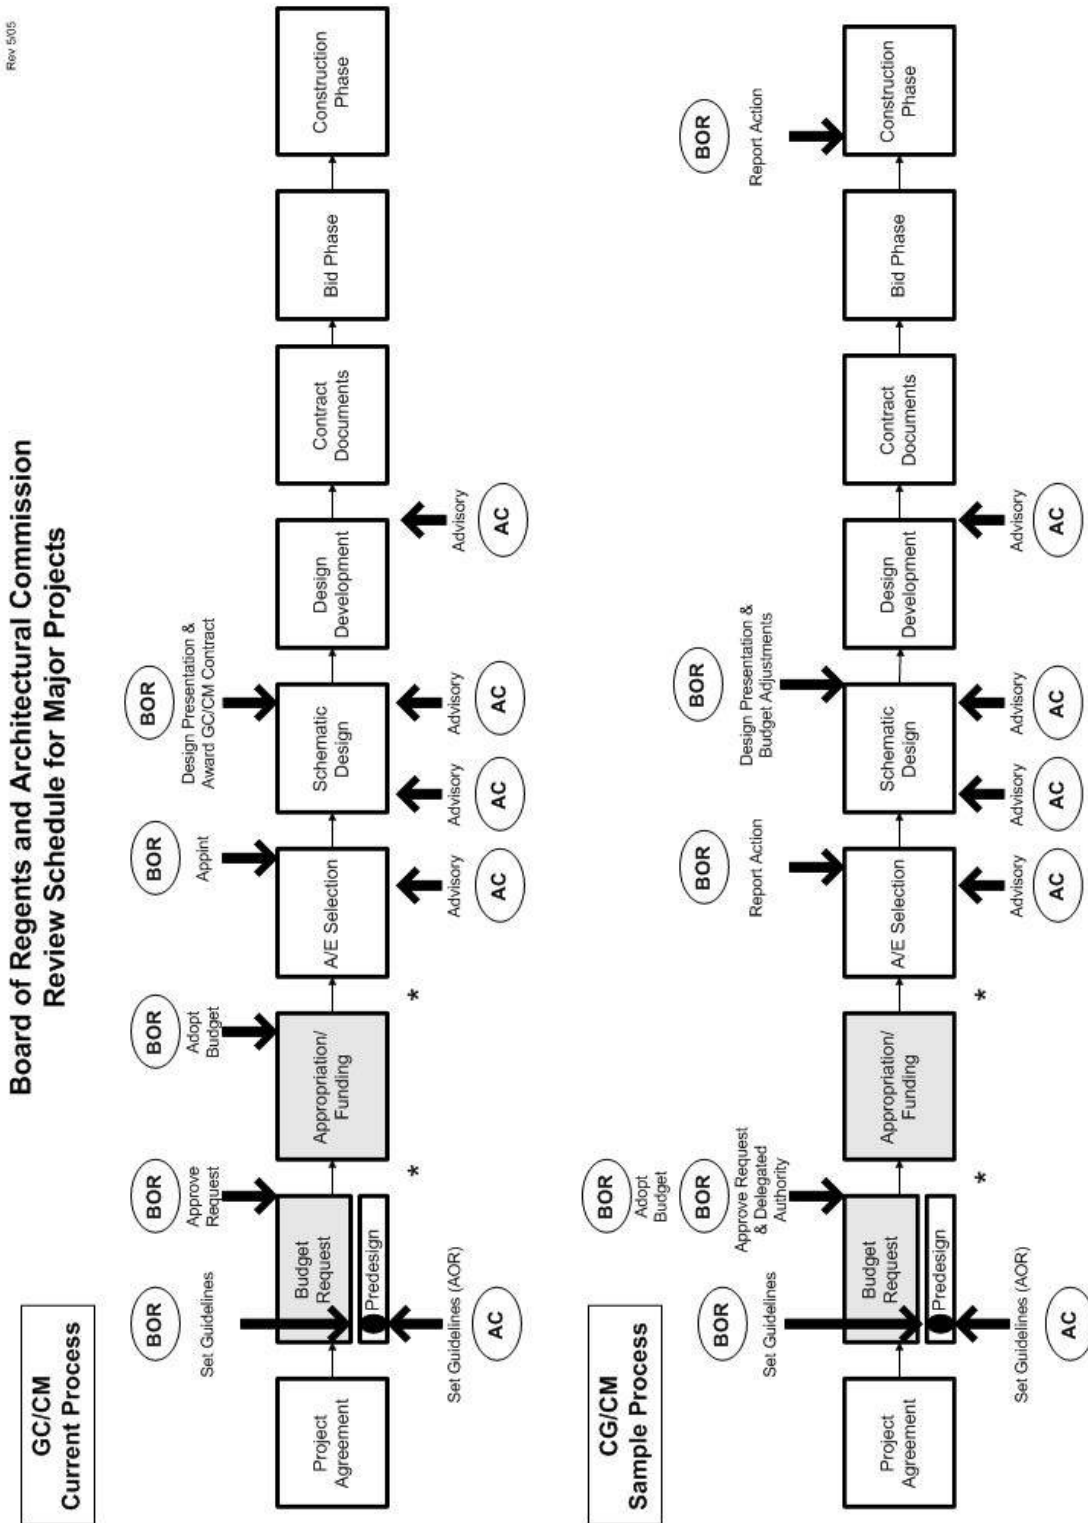 Rev 5/05
Board of Regents and Architectural Commission
Review Schedule for Major Projects
GC/CM
Current Process
BOR
Set Guidelines
BOR
Approve
Request
BOR
Adopt
Budget
BOR
Appint
BOR
Design Presentation &
Award GC/CM Contract
Project
Agreement
Budget
Request
Predesign
Appropriation/
Funding
A/E Selection
Schematic
Design
Design
Development
Contract
Documents
Bid Phase
Construction
Phase
*
*
Set Guidelines (AOR)
AC
Advisory
AC
Advisory
AC
Advisory
AC
Advisory
AC
CG/CM
Sample Process
BOR
Set Guidelines
BOR
Adopt
Budget
BOR
Approve Request
& Delegated
Authority
BOR
Report Action
BOR
Design Presentation &
Budget Adjustments
BOR
Report Action
Project
Agreement
Budget
Request
Predesign
Appropriation/
Funding
A/E Selection
Schematic
Design
Design
Development
Contract
Documents
Bid Phase
Construction
Phase
*
*
Set Guidelines (AOR)
AC
Advisory
AC
Advisory
AC
Advisory
AC
Advisory
AC